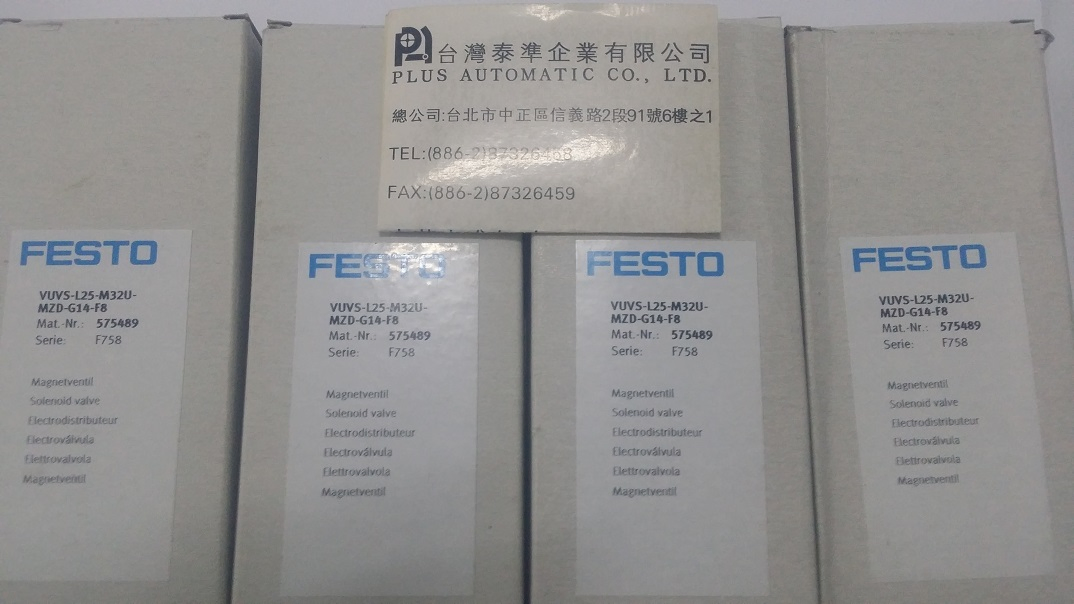 台灣泰準企業有限公司
PLUS AUTOMATIC CO., LTD.
總公司:台北市中正區信義路2段91號6樓之1
TEL:(886-2)87326458
FAX:(886-2)87326459
FESTO
VUVS-L25-M32U-
MZD-G14-F8
Mat.-Nr.: 575489
Serie: F758
Magnetventil
Solenoid valve
Electrodistributeur
Electroválvula
Elettrovalvola
Magnetventil
FESTO
VUVS-L25-M32U-
MZD-G14-F8
Mat.-Nr.: 575489
Serie: F758
Magnetventil
Solenoid valve
Electrodistributeur
Electroválvula
Elettrovalvola
Magnetventil
FESTO
VUVS-L25-M32U-
MZD-G14-F8
Mat.-Nr.: 575489
Serie: F758
Magnetventil
Solenoid valve
Electrodistributeur
Electroválvula
Elettrovalvola
Magnetventil
FESTO
VUVS-L25-M32U-
MZD-G14-F8
Mat.-Nr.: 575489
Serie: F758
Magnetventil
Solenoid valve
Electrodistributeur
Electroválvula
Elettrovalvola
Magnetventil